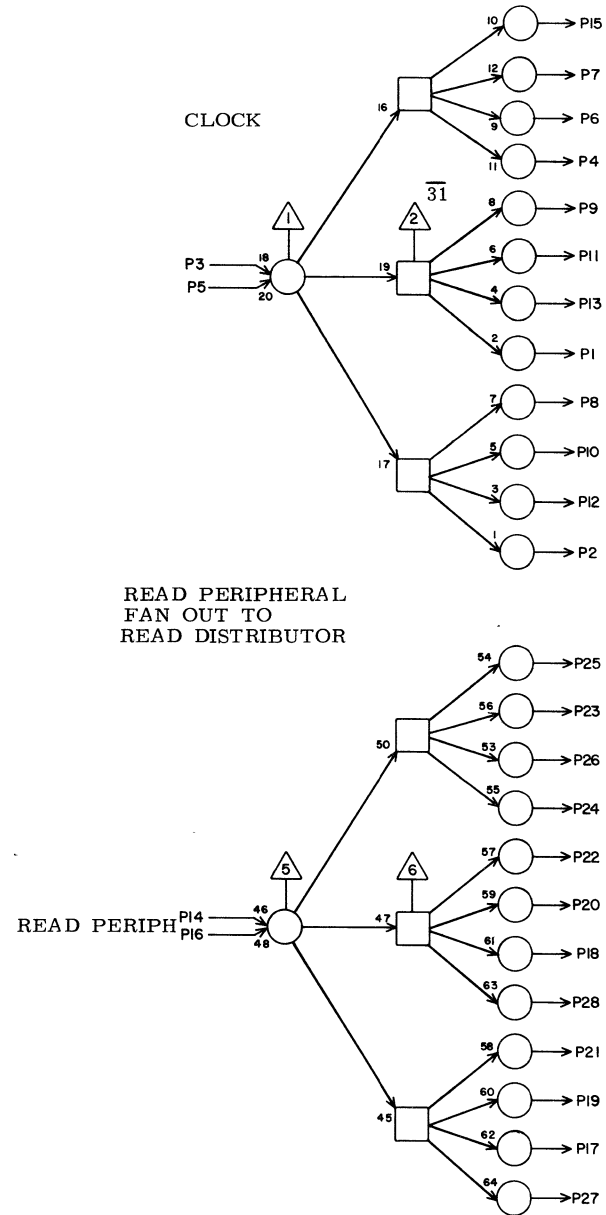 10 P15
12 P7
16
9 P6
CLOCK
11 P4
31
8 P9
1 2
6 P11
P3 18 19
4 P13
P5 20
2 P1
7 P8
5 P10
17
3 P12
1 P2
READ PERIPHERAL
FAN OUT TO
READ DISTRIBUTOR
54 P25
56 P23
50
53 P26
55 P24
57 P22
5 6
59 P20
READ PERIPH P14 46 47
P16 48
61 P18
63 P28
58 P21
60 P19
45
62 P17
64 P27